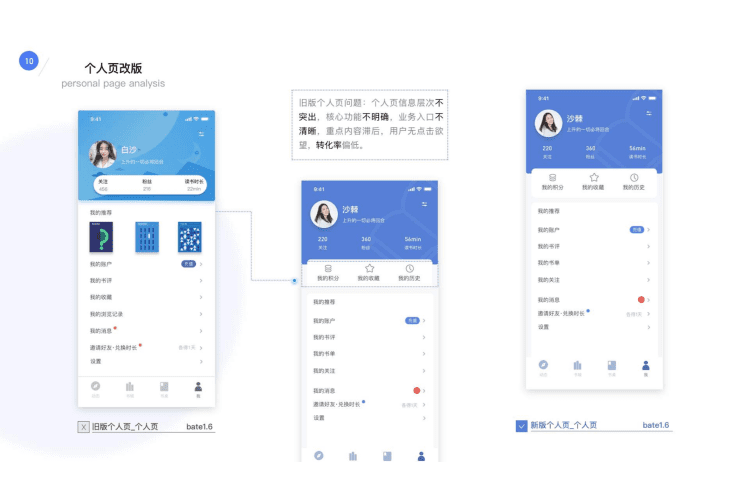 10
个人页改版
personal page analysis
9:41
白沙
上升的一切必将回合
关注
粉丝
读书时长
我的推荐
我的账户
升级
我的书评
我的收藏
我的浏览记录
我的消息
邀请好友·兑换时长
设置
我
X 旧版个人页_个人页 bate1.6
旧版个人页问题：个人页信息层次不
突出，核心功能不明确，业务入口不
清晰，重点内容滞后，用户无点击欲
望，转化率偏低。
9:41
沙棘
上升的一切必将回合
220 360 56min
关注 粉丝 读书时长
我的积分 我的收藏 我的历史
我的推荐
我的账户
升级
我的书评
我的书单
我的关注
我的消息
邀请好友·兑换时长
设置
9:41
沙棘
上升的一切必将回合
220 360 56min
关注 粉丝 读书时长
我的积分 我的收藏 我的历史
我的推荐
我的账户
升级
我的书评
我的书单
我的关注
我的消息
邀请好友·兑换时长
设置
我
新版个人页_个人页 bate1.6